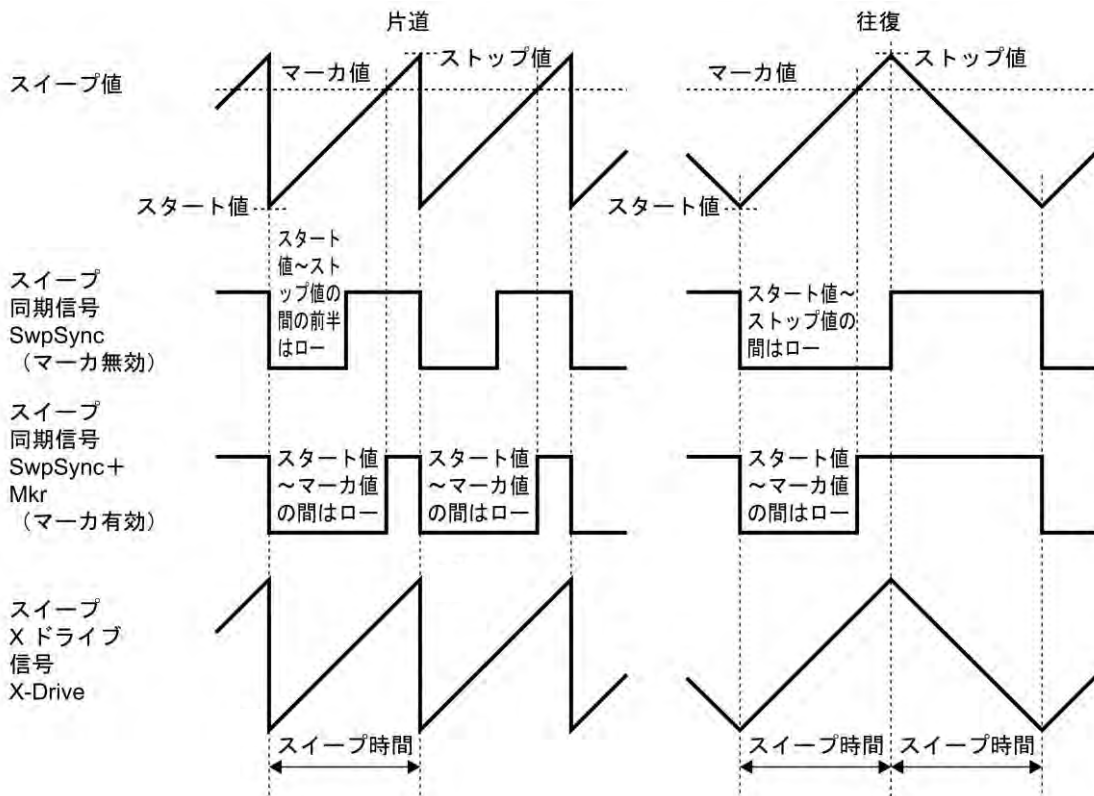 片道
往復
スイープ値
マーカ値
ストップ値
スタート値
マーカ値
ストップ値
スタート値
スイープ
同期信号
SwpSync
（マーカ無効）
スタート
値～スト
ップ値の
間の前半
はロー
スタート値～
ストップ値の
間はロー
スイープ
同期信号
SwpSync＋
Mkr
（マーカ有効）
スタート値
～マーカ値
の間はロー
スタート値
～マーカ値
の間はロー
スタート値
～マーカ値
の間はロー
スイープ
X ドライブ
信号
X-Drive
スイープ時間
スイープ時間
スイープ時間